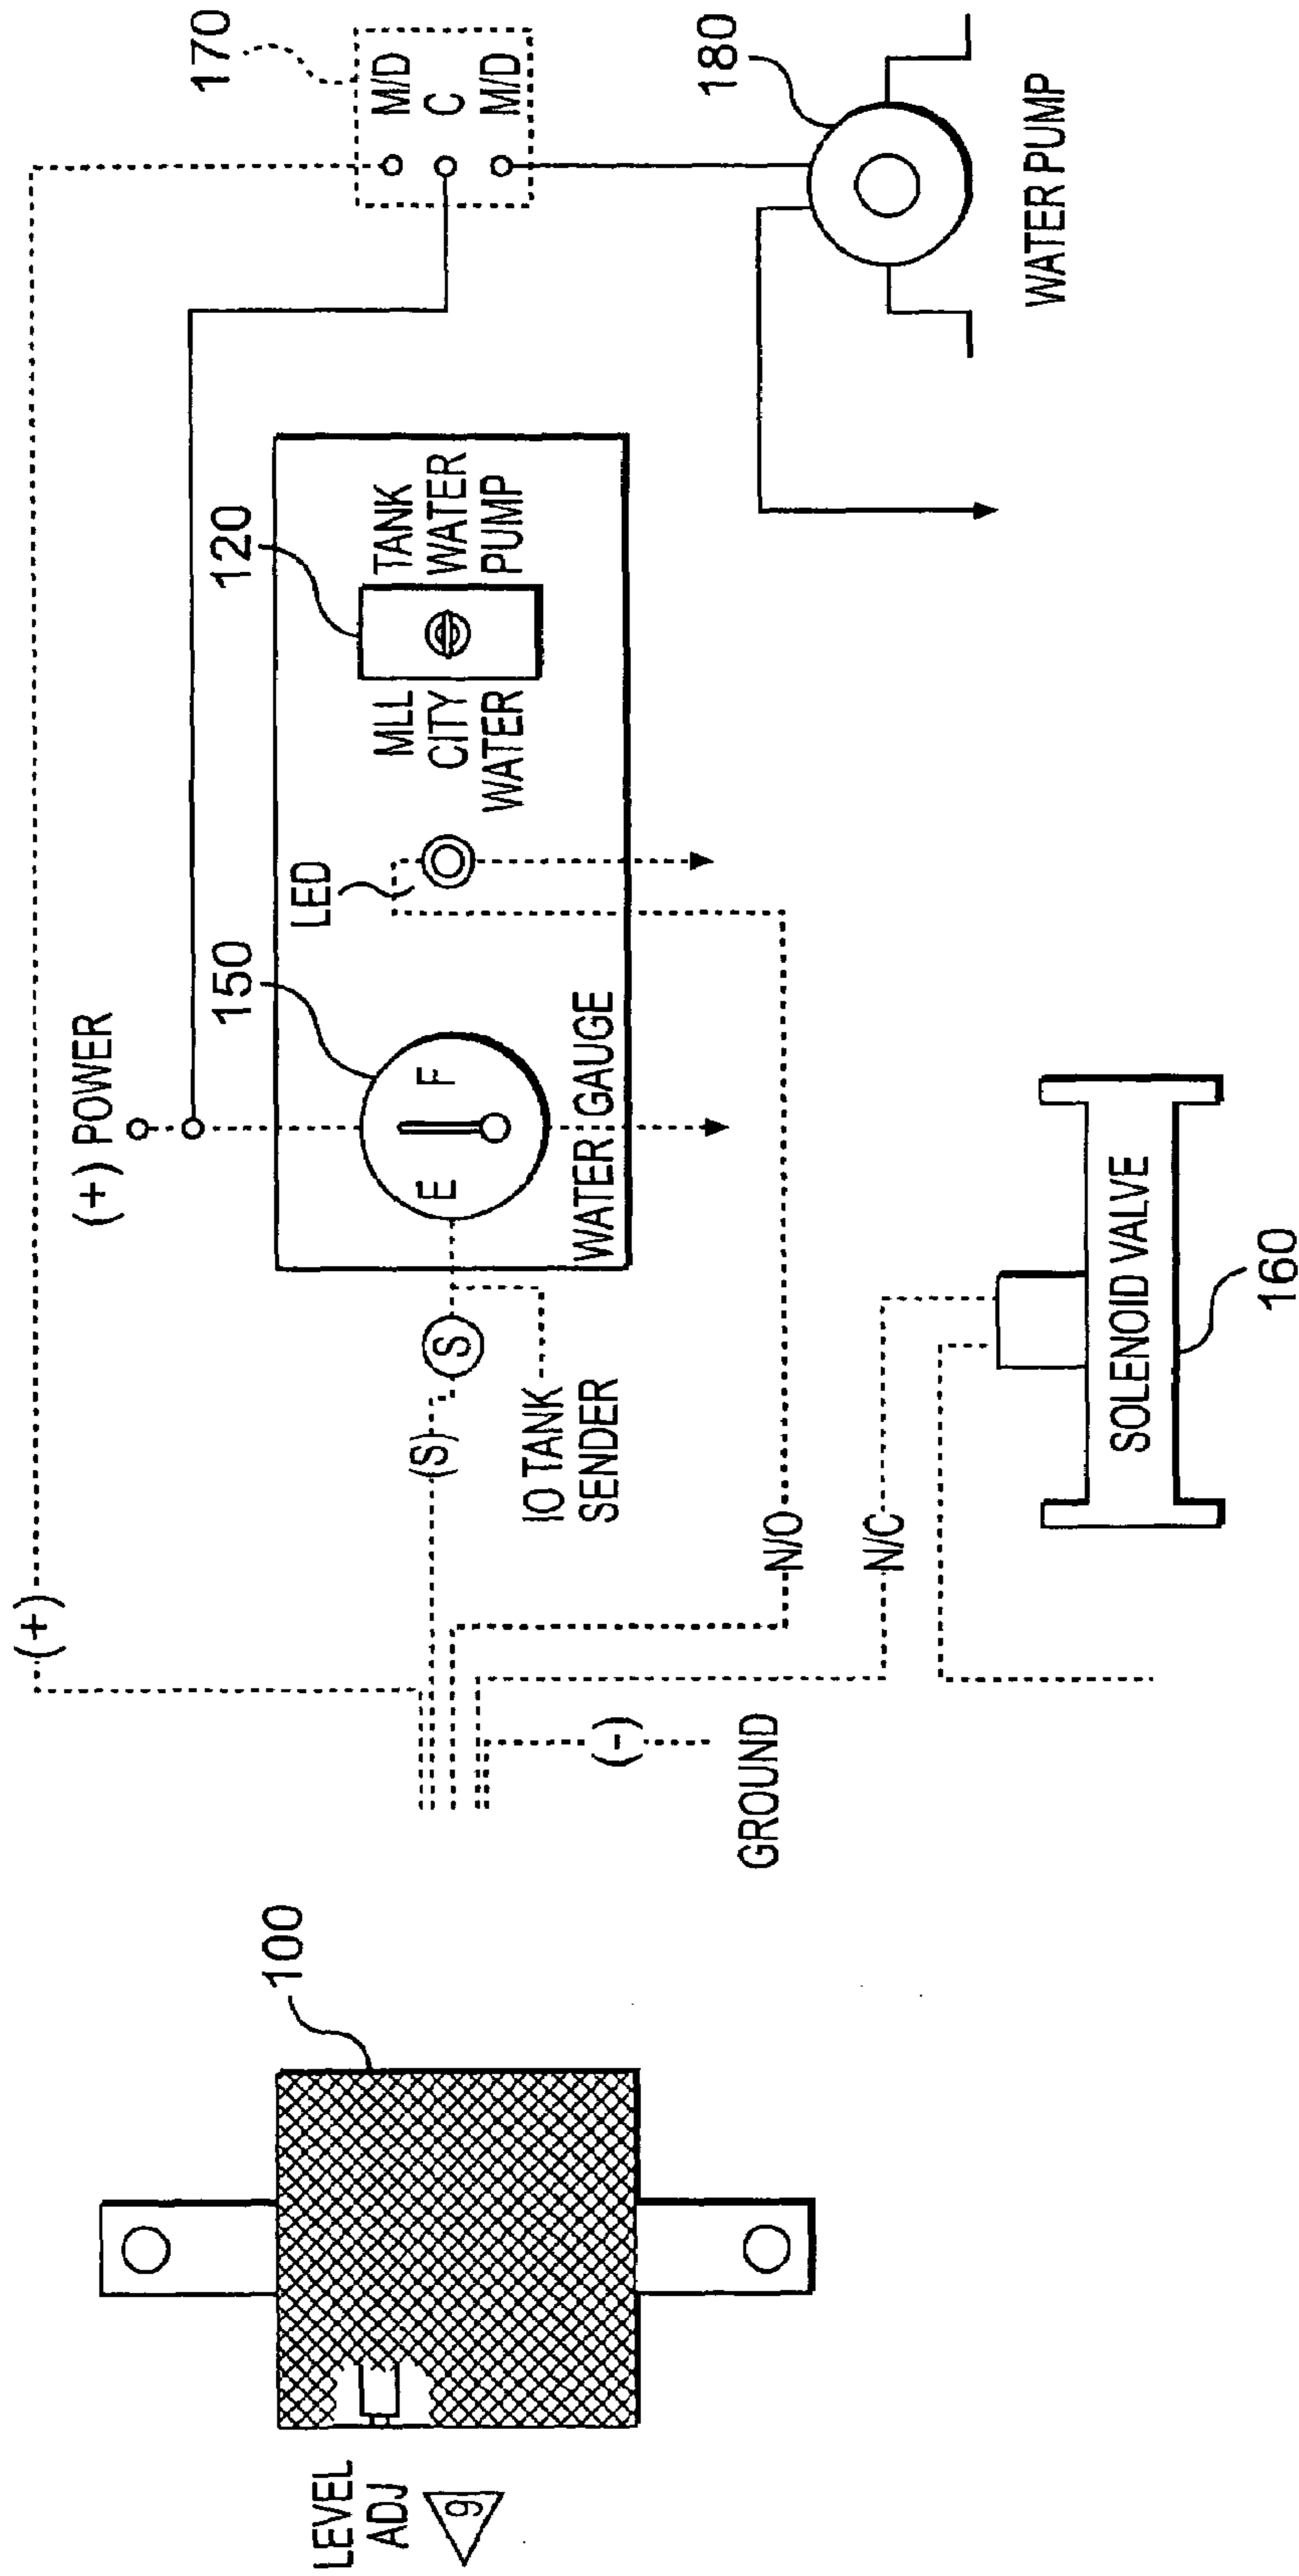 LEVEL
ADJ
9
100
(+)
(S)
S
IO TANK
SENDER
(-)
GROUND
N/O
N/C
(+) POWER
150
E
F
WATER GAUGE
LED
120
MLL
CITY
WATER
TANK
WATER
PUMP
SOLENOID VALVE
160
170
M/D
C
M/D
180
WATER PUMP